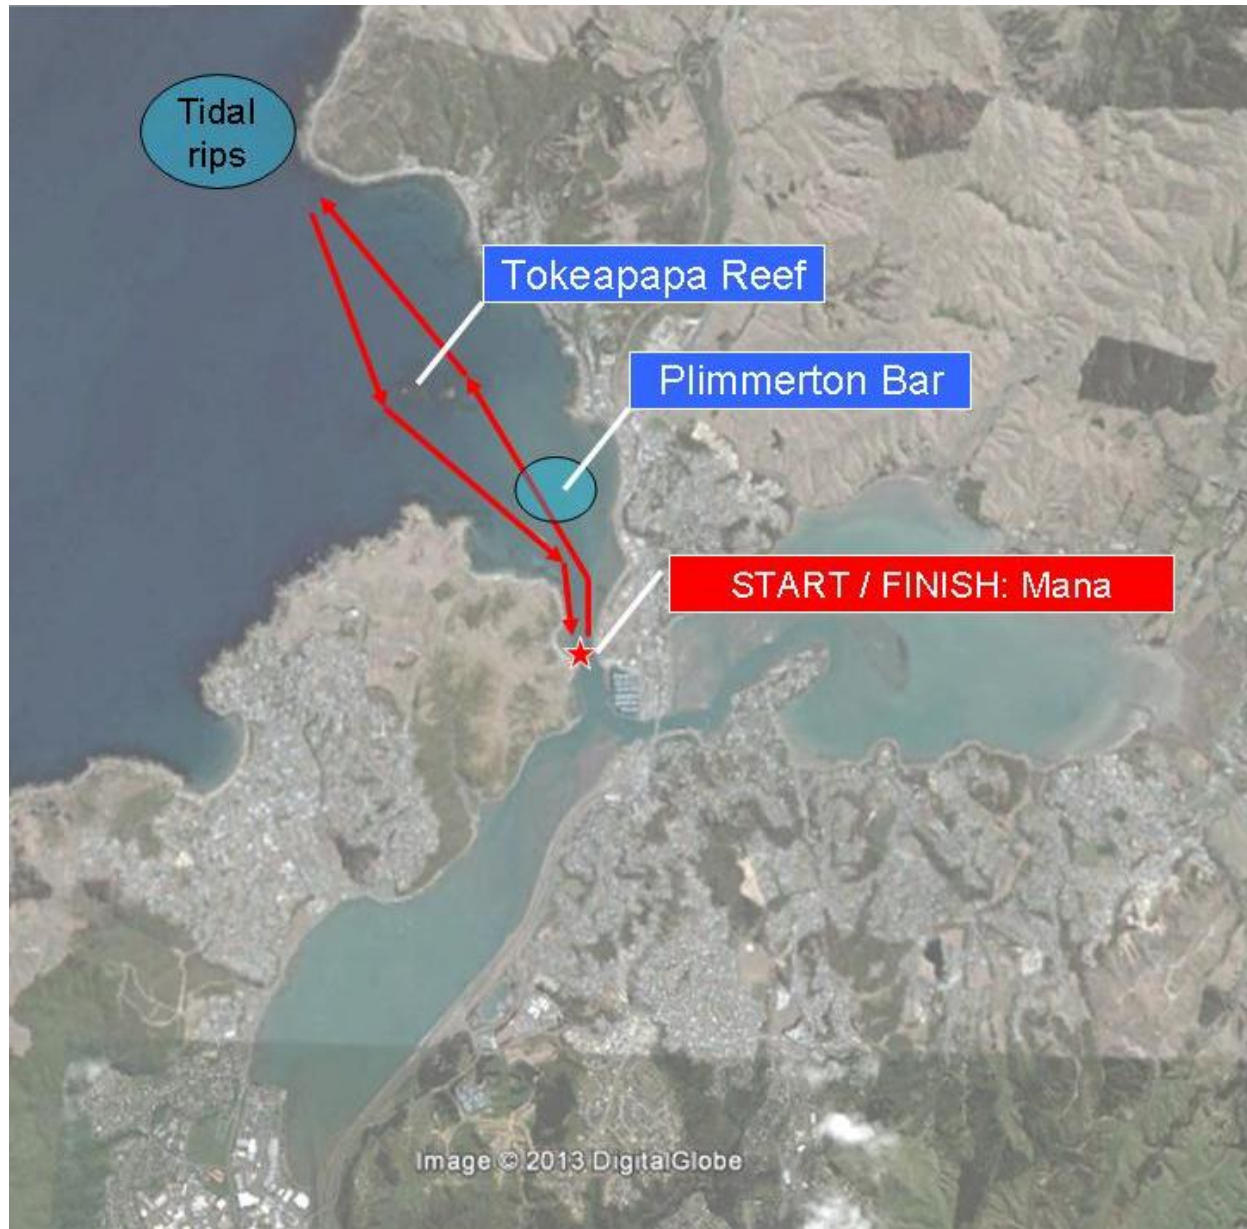 Tidal
rips
Tokeapapa Reef
Plimmerton Bar
START / FINISH: Mana
Image © 2013 DigitalGlobe